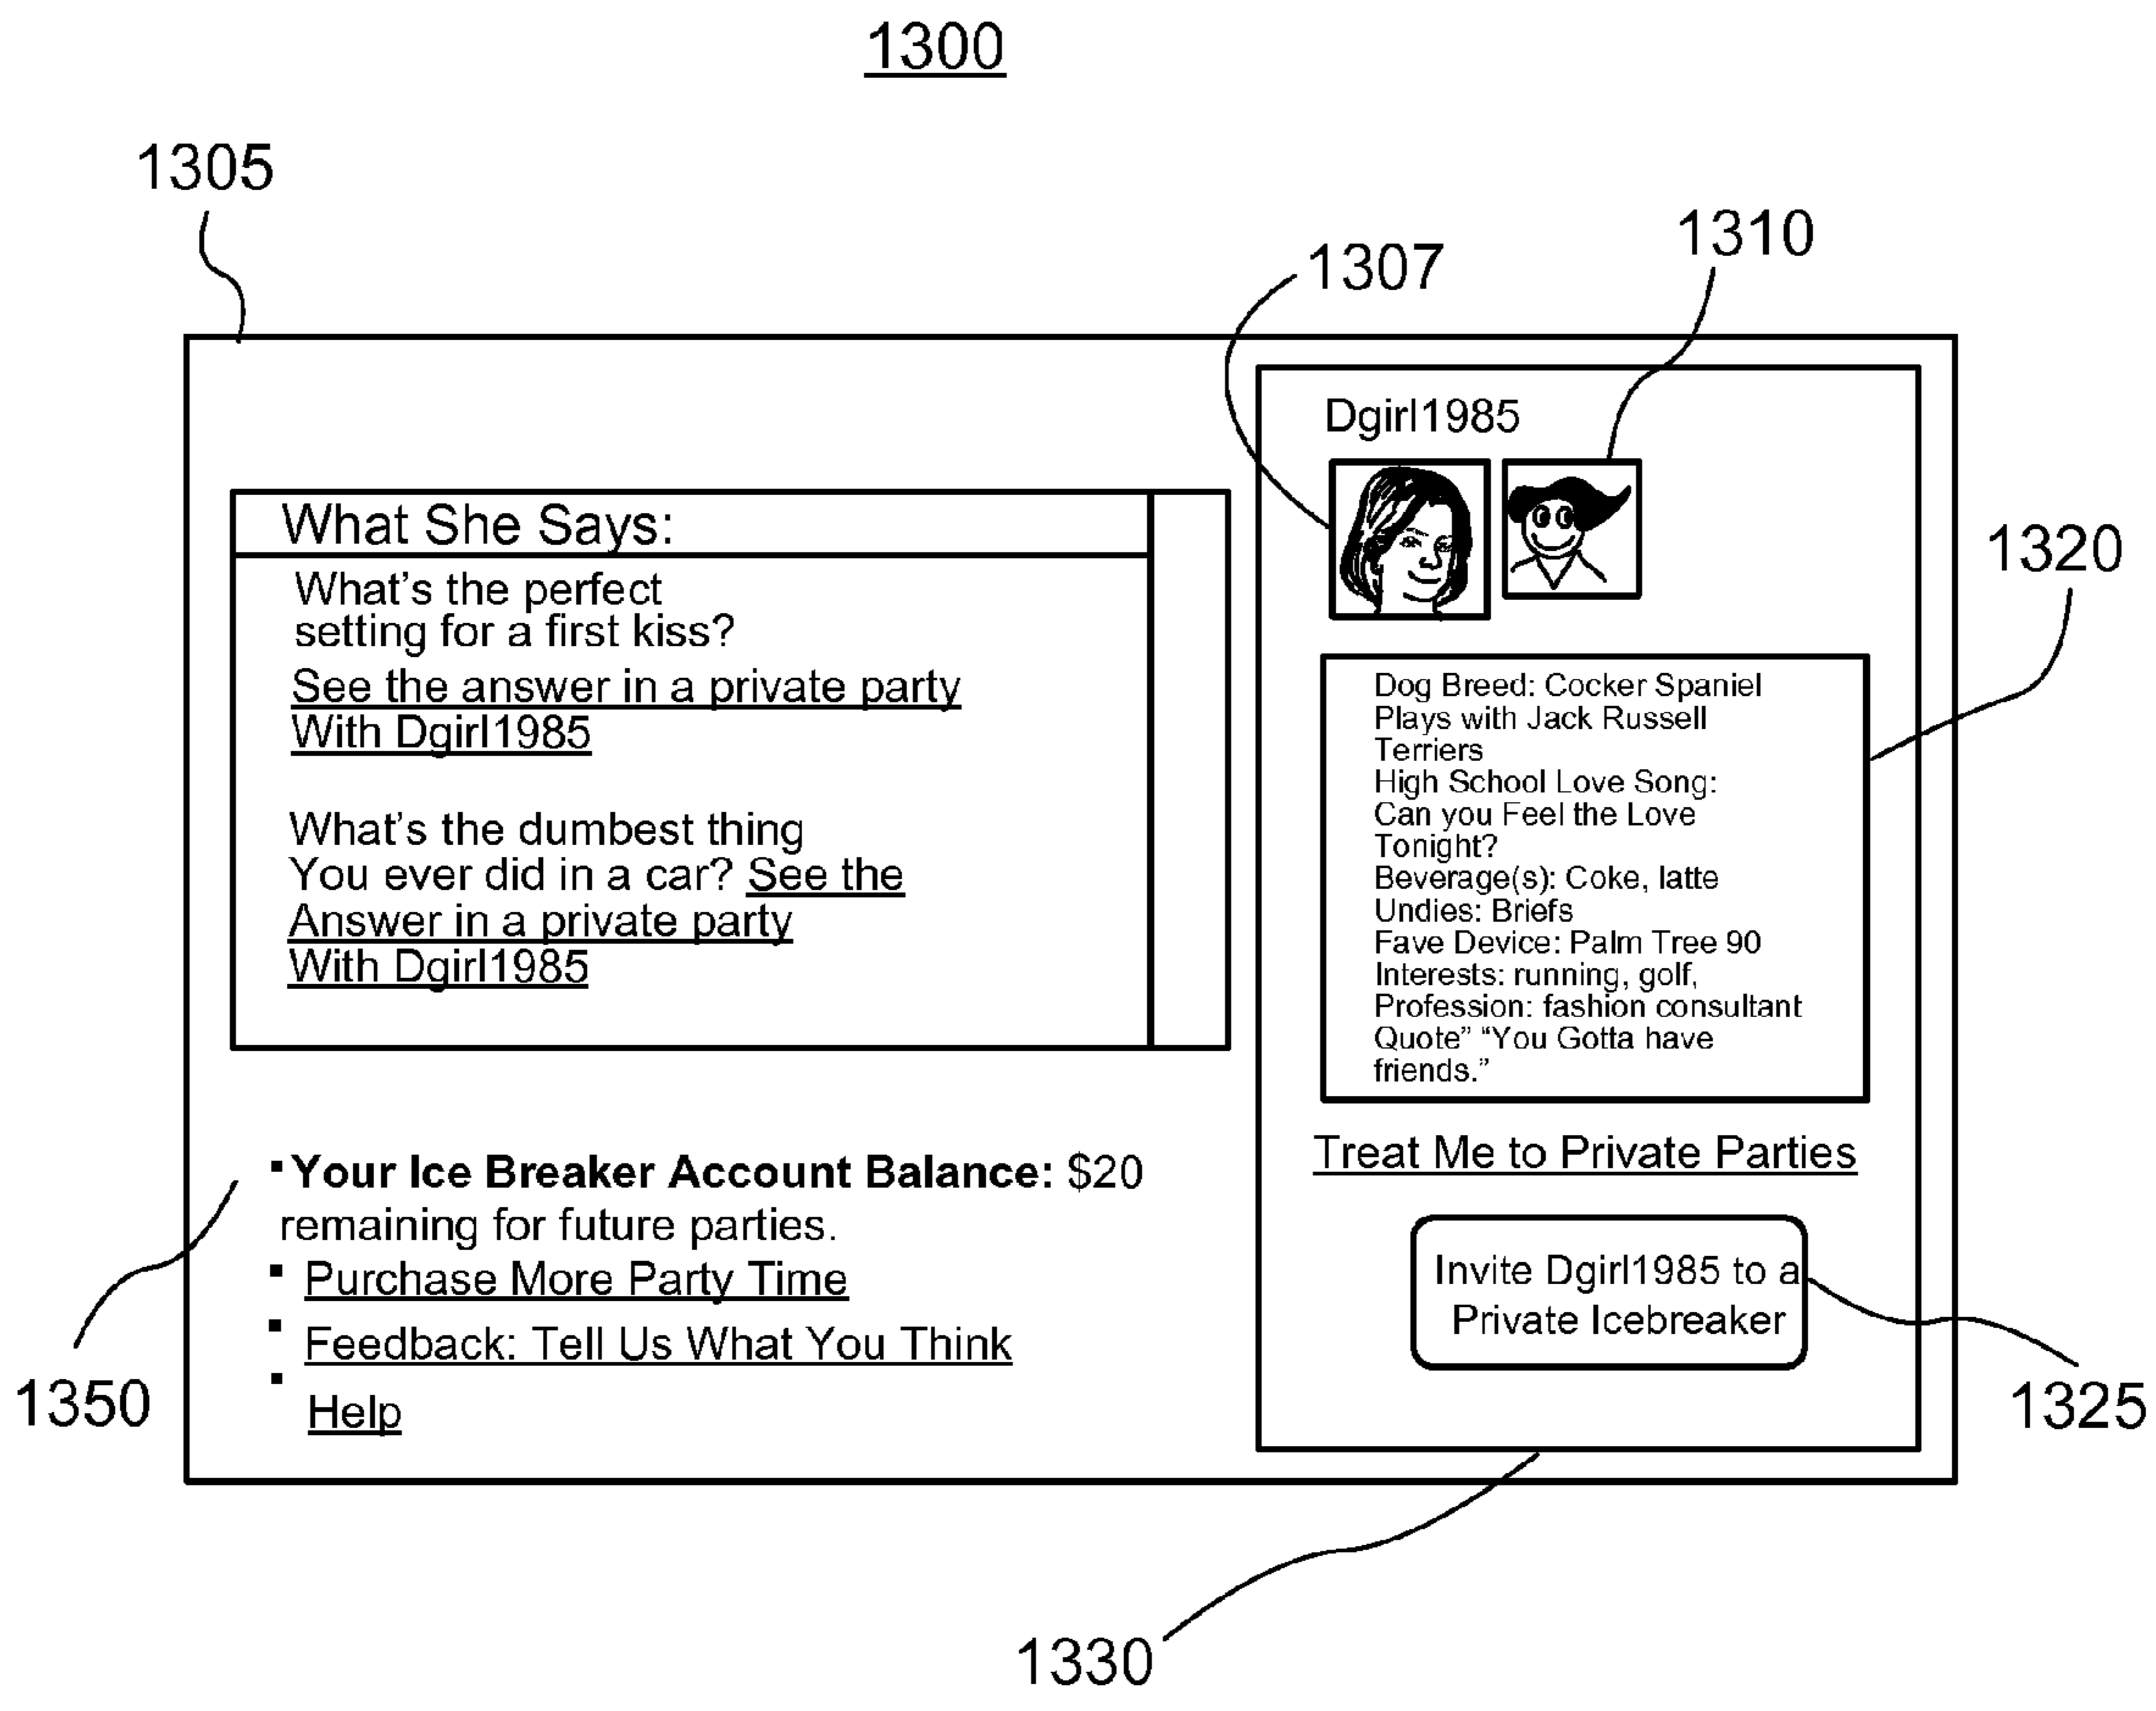 1300
1305
1307
1310
1320
Dgirl1985
What She Says:
What's the perfect
setting for a first kiss?
See the answer in a private party
With Dgirl1985
What's the dumbest thing
You ever did in a car? See the
Answer in a private party
With Dgirl1985
Dog Breed: Cocker Spaniel
Plays with Jack Russell
Terriers
High School Love Song:
Can you Feel the Love
Tonight?
Beverage(s): Coke, latte
Undies: Briefs
Fave Device: Palm Tree 90
Interests: running, golf,
Profession: fashion consultant
Quote” “You Gotta have
friends.”
Treat Me to Private Parties
Invite Dgirl1985 to a
Private Icebreaker
▪ Your Ice Breaker Account Balance: $20
remaining for future parties.
▪ Purchase More Party Time
▪ Feedback: Tell Us What You Think
▪ Help
1350
1325
1330